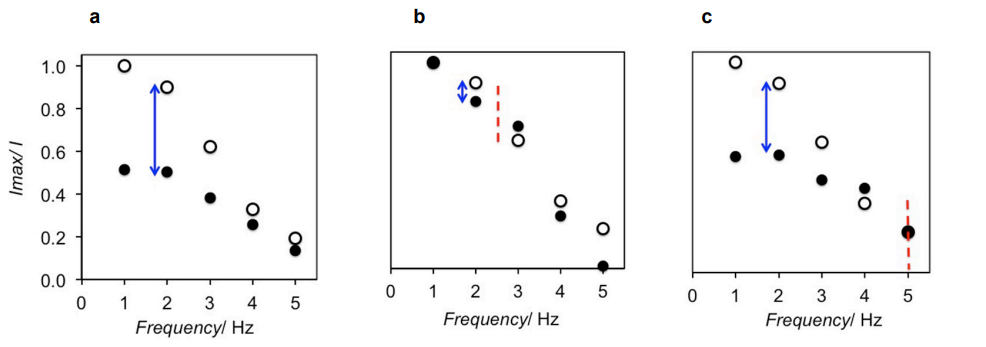 a
b
c
Imax/ I
1.0
0.8
0.6
0.4
0.2
0.0
0 1 2 3 4 5
0 1 2 3 4 5
0 1 2 3 4 5
Frequency/ Hz
Frequency/ Hz
Frequency/ Hz